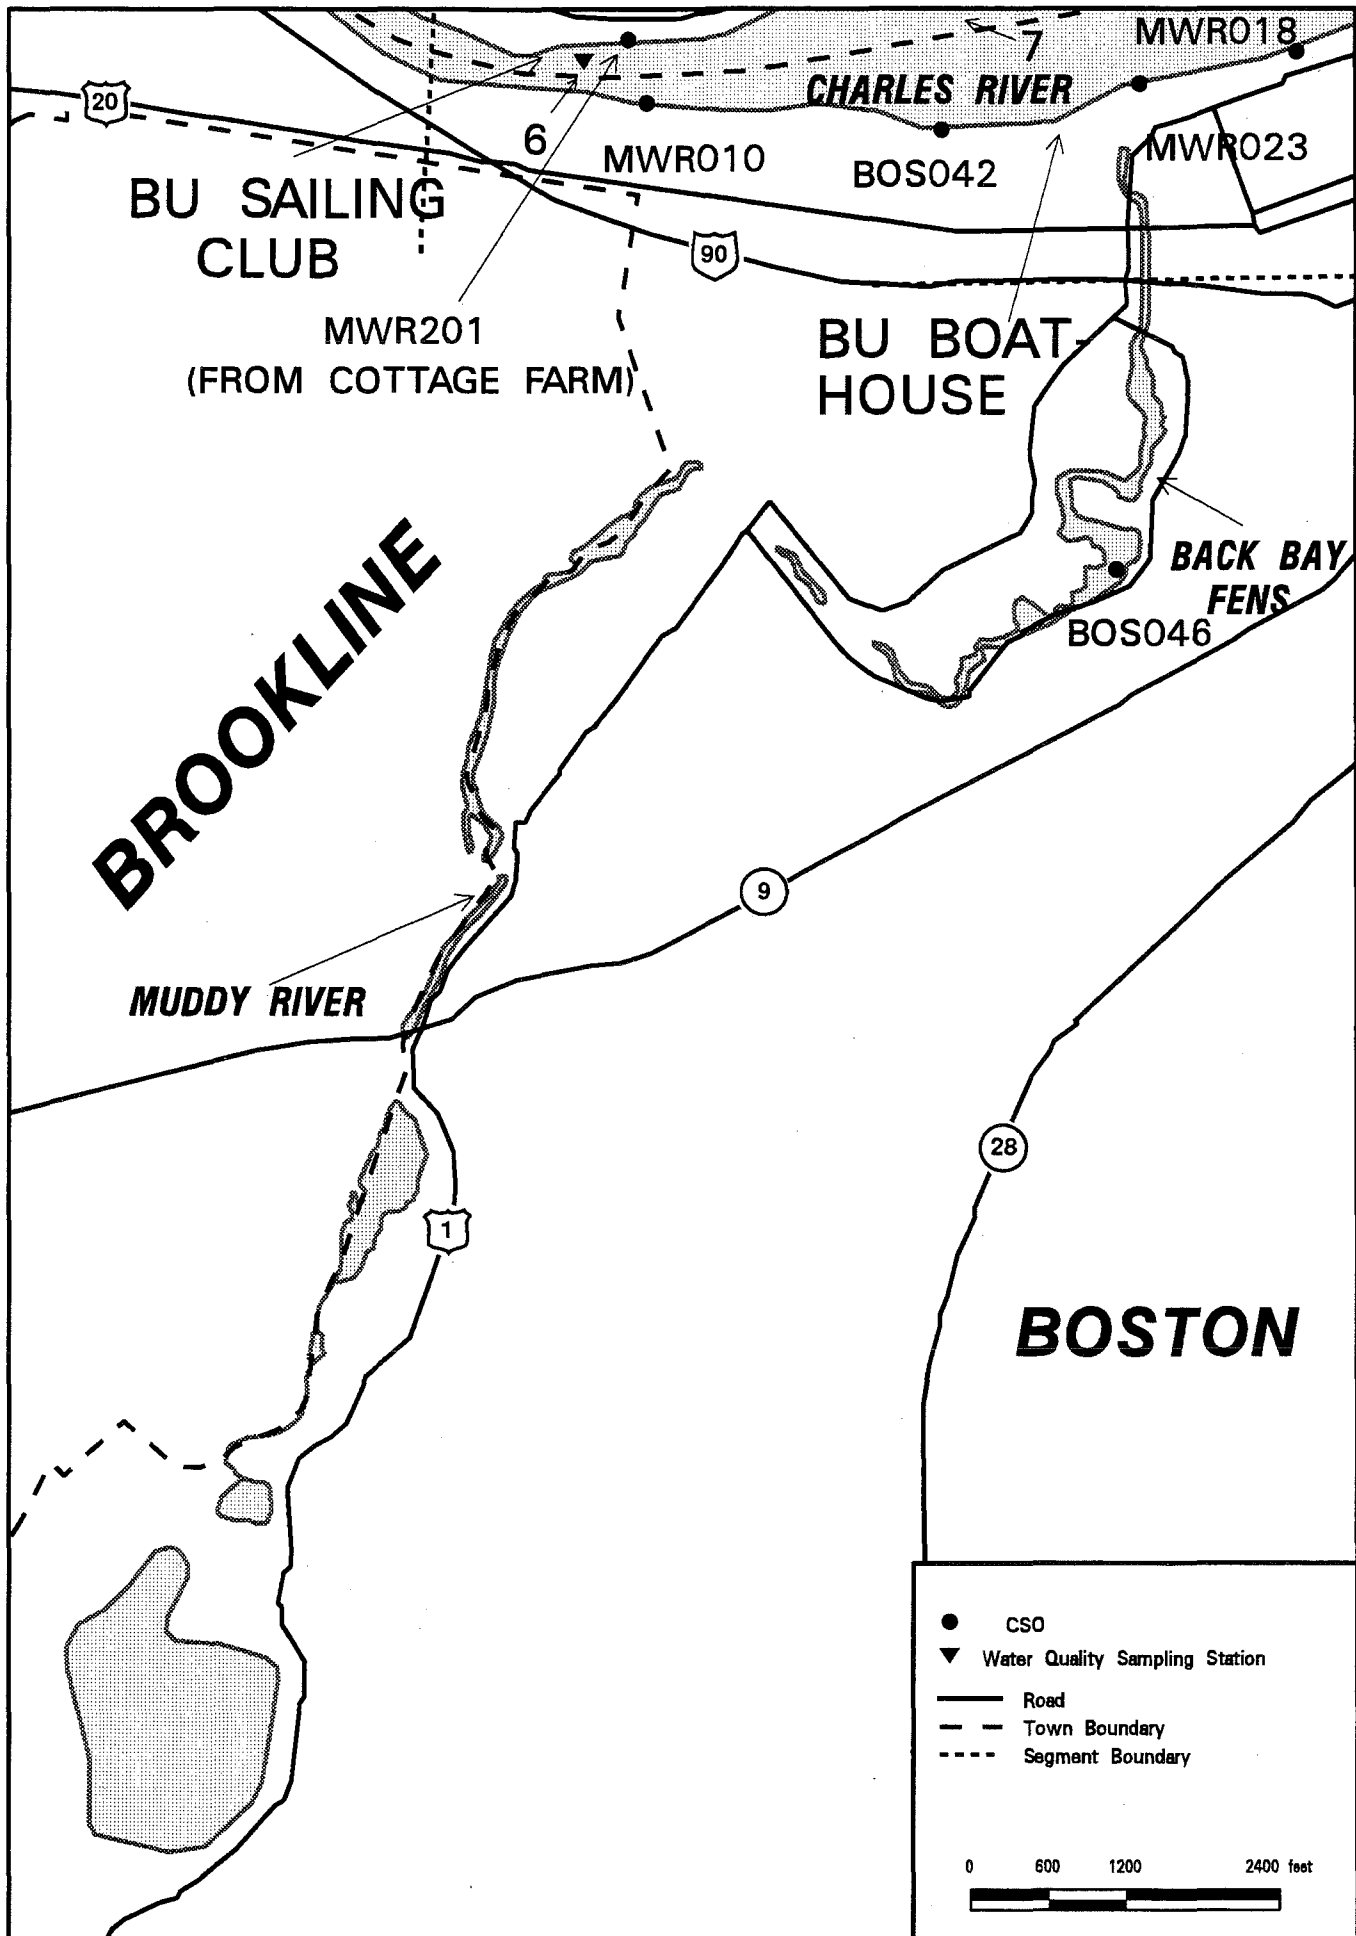 MWR018
7
CHARLES RIVER
20
6
MWR010
BOS042
MWR023
BU SAILING
CLUB
90
MWR201
(FROM COTTAGE FARM)
BU BOAT-
HOUSE
BACK BAY
FENS
BOS046
BROOKLINE
9
MUDDY RIVER
28
1
BOSTON
CSO
Water Quality Sampling Station
Road
Town Boundary
Segment Boundary
0 600 1200 2400 feet